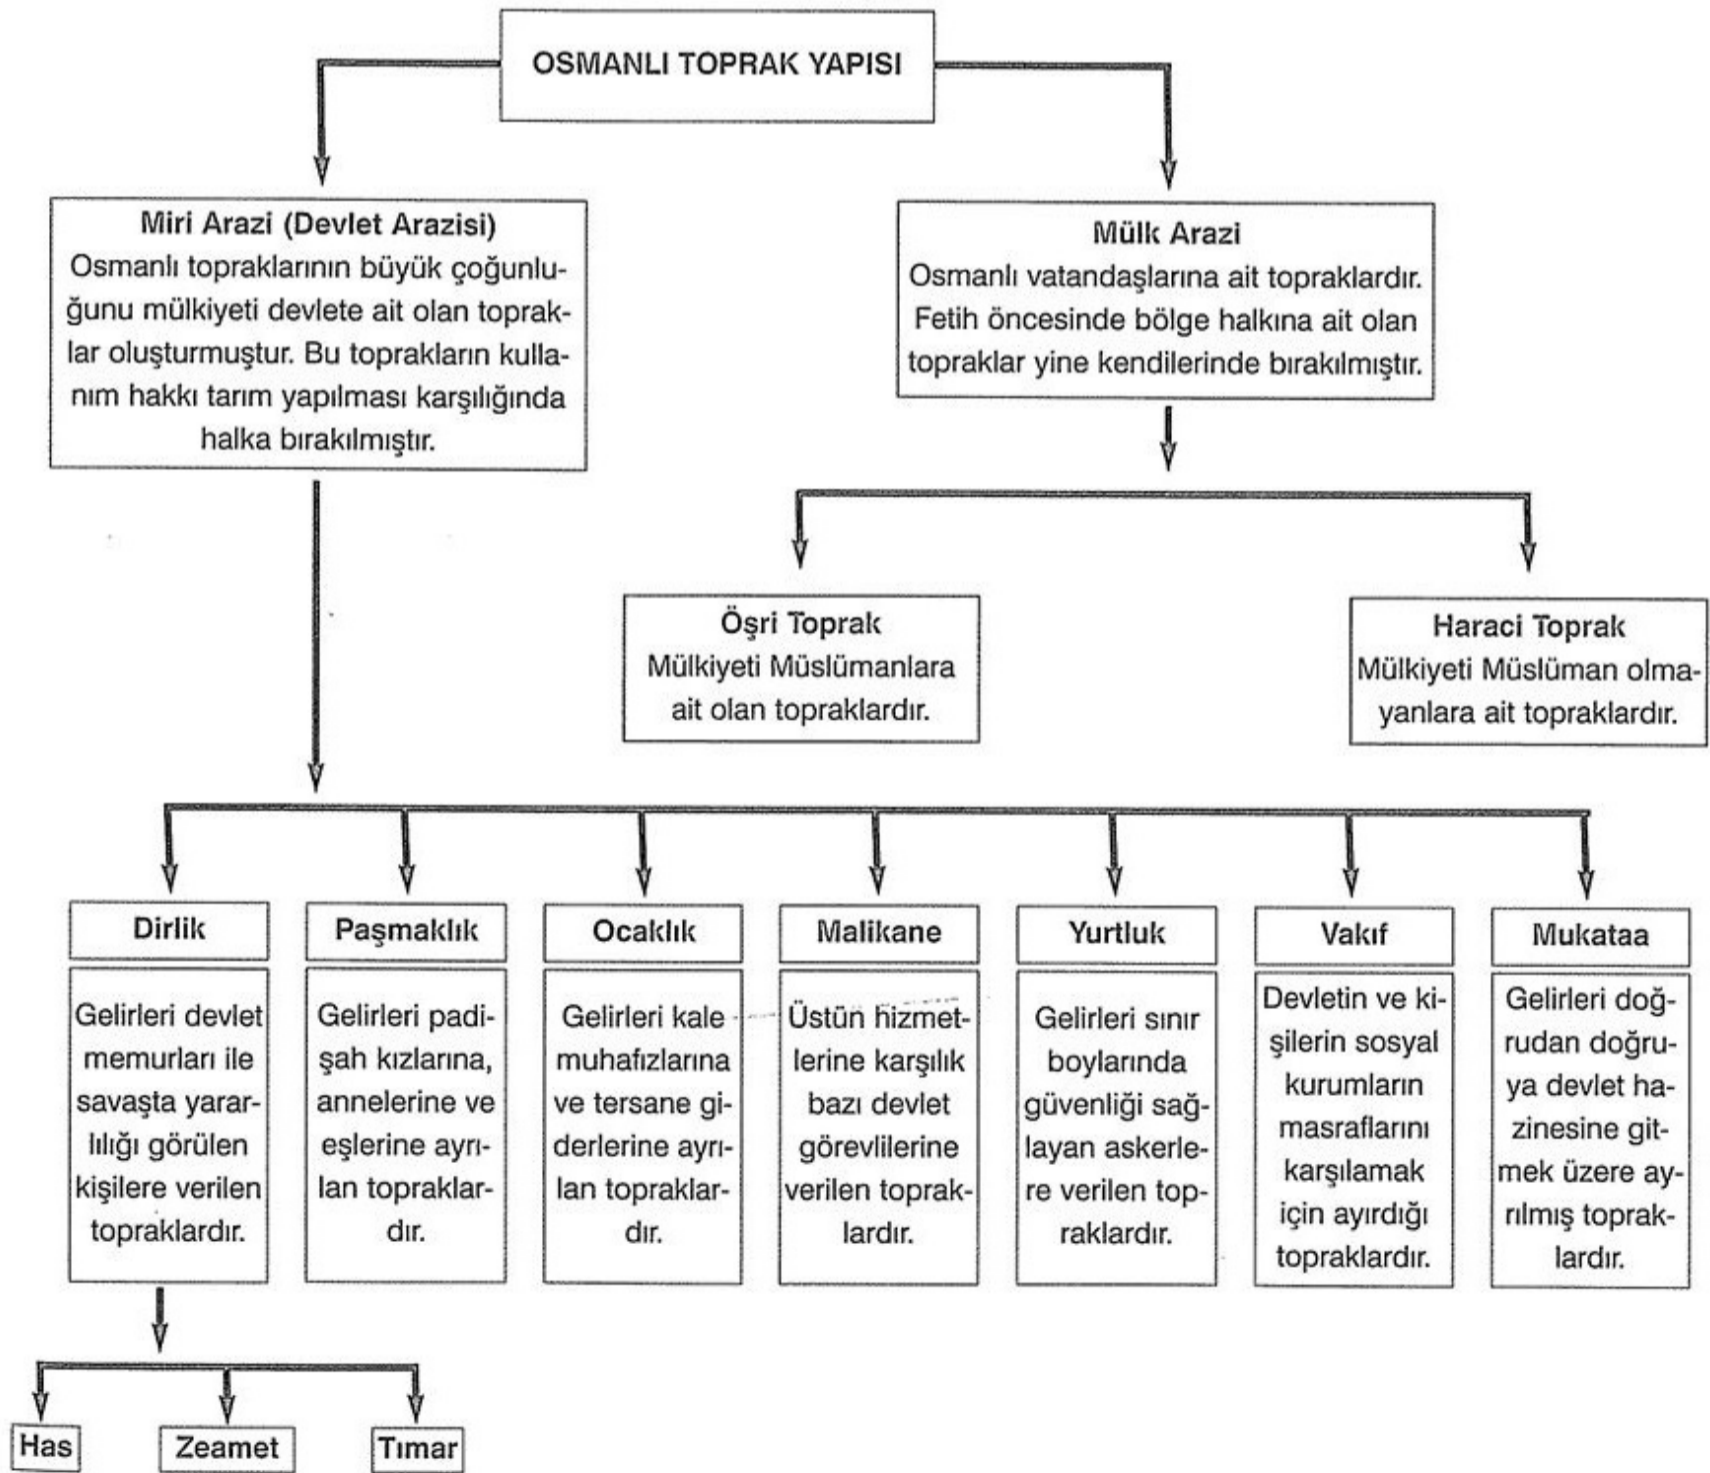 OSMANLI TOPRAK YAPISI
Miri Arazi (Devlet Arazisi)
Osmanlı topraklarının büyük çoğunlu-
ğunu mülkiyeti devlete ait olan toprak-
lar oluşturmuştur. Bu toprakların kulla-
nım hakkı tarım yapılması karşılığında
halka bırakılmıştır.
Mülk Arazi
Osmanlı vatandaşlarına ait topraklardır.
Fetih öncesinde bölge halkına ait olan
topraklar yine kendilerinde bırakılmıştır.
Öşri Toprak
Mülkiyeti Müslümanlara
ait olan topraklardır.
Haraci Toprak
Mülkiyeti Müslüman olma-
yanlara ait topraklardır.
Dirlik
Gelirleri devlet
memurları ile
savaşta yarar-
lılığı görülen
kişilere verilen
topraklardır.
Paşmaklık
Gelirleri padi-
şah kızlarına,
annelerine ve
eşlerine ayrı-
lan topraklar-
dır.
Ocaklık
Gelirleri kale
muhafızlarına
ve tersane gi-
derlerine ayrı-
lan topraklar-
dır.
Malikane
Üstün hizmet-
lerine karşılık
bazı devlet
görevlilerine
verilen toprak-
lardır.
Yurtluk
Gelirleri sınır
boylarında
güvenliği sağ-
layan askerle-
re verilen top-
raklardır.
Vakıf
Devletin ve ki-
şilerin sosyal
kurumların
masraflarını
karşılamak
için ayırdığı
topraklardır.
Mukataa
Gelirleri doğ-
rudan doğru-
ya devlet ha-
zinesine git-
mek üzere ay-
rılmış toprak-
lardır.
Has
Zeamet
Tımar